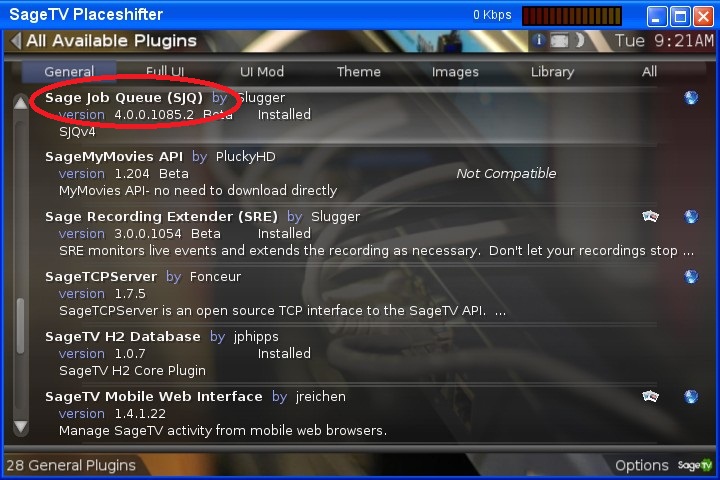 SageTV Placeshifter 0 Kbps
All Available Plugins Tue 9:21AM
General Full UI UI Mod Theme Images Library All
Sage Job Queue (SJQ) by Slugger
version 4.0.0.1085.2 Beta Installed
SJQv4
SageMyMovies API by PluckyHD
version 1.204 Beta Not Compatible
MyMovies API- no need to download directly
Sage Recording Extender (SRE) by Slugger
version 3.0.0.1054 Beta Installed
SRE monitors live events and extends the recording as necessary. Don't let your recordings stop ...
SageTCPServer by Fonceur
version 1.7.5
SageTCPServer is an open source TCP interface to the SageTV API. ...
SageTV H2 Database by jphipps
version 1.0.7 Installed
SageTV H2 Core Plugin
SageTV Mobile Web Interface by jreichen
version 1.4.1.22
Manage SageTV activity from mobile web browsers.
28 General Plugins Options SageTV